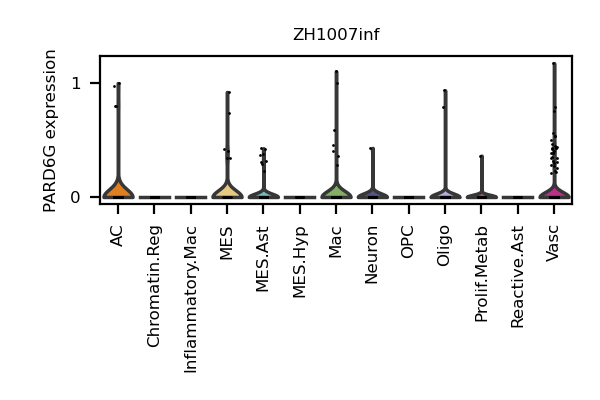 ZH1007inf
PARD6G expression
1
0
AC
Chromatin.Reg
Inflammatory.Mac
MES
MES.Ast
MES.Hyp
Mac
Neuron
OPC
Oligo
Prolif.Metab
Reactive.Ast
Vasc